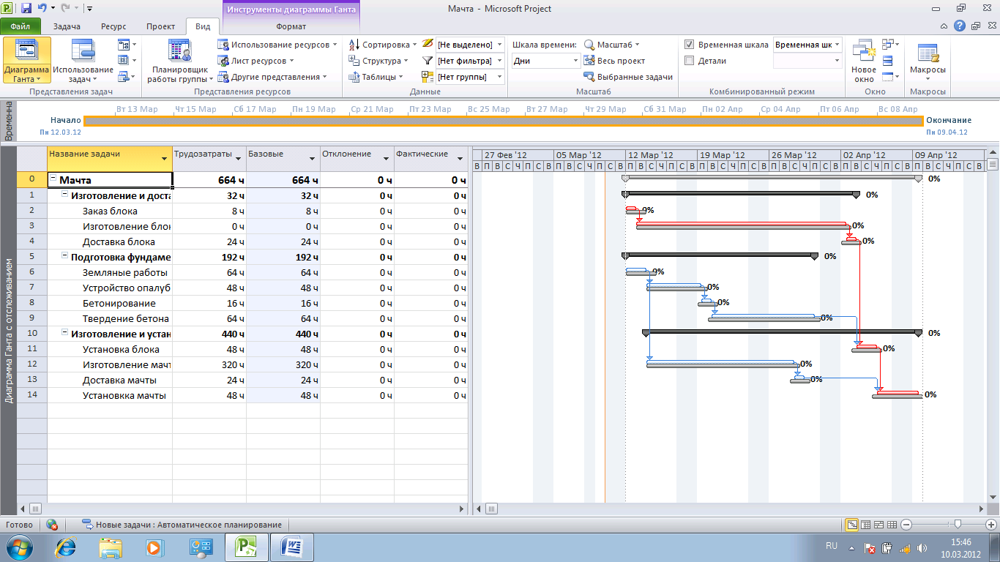 Инструменты диаграммы Ганта
Мачта - Microsoft Project
Файл Задача Ресурс Проект Вид Формат
Диаграмма Ганта
Использование задач
Представления задач
Планировщик работы группы
Использование ресурсов
Лист ресурсов
Другие представления
Представления ресурсов
Сортировка [Не выделено]
Структура [Нет фильтра]
Таблицы [Нет группы]
Данные
Шкала времени:
Дни
Масштаб
Весь проект
Выбранные задачи
Масштаб
Временная шкала Временная шк
Детали
Комбинированный режим
Новое окно
Окно
Макросы
Макросы
Временна
Вт 13 Мар Чт 15 Мар Сб 17 Мар Пн 19 Мар Ср 21 Мар Пт 23 Мар Вс 25 Мар Вт 27 Мар Чт 29 Мар Сб 31 Мар Пн 02 Апр Ср 04 Апр Пт 06 Апр Вс 08 Апр
Начало
Пн 12.03.12
Окончание
Пн 09.04.12
Диаграмма Ганта с отслеживанием
Название задачи Трудозатраты Базовые Отклонение Фактические
27 Фев '12 05 Мар '12 12 Мар '12 19 Мар '12 26 Мар '12 02 Апр '12 09 Апр '12
В П В С Ч П С В П В С Ч П С В П В С Ч П С В П В С Ч П С В П В С Ч П С В П В С Ч П С В П В С Ч П С В
0 Мачта 664 ч 664 ч 0 ч 0 ч 0%
1 Изготовление и доста 32 ч 32 ч 0 ч 0 ч 0%
2 Заказ блока 8 ч 8 ч 0 ч 0 ч 0%
3 Изготовление блок 0 ч 0 ч 0 ч 0 ч 0%
4 Доставка блока 24 ч 24 ч 0 ч 0 ч 0%
5 Подготовка фундаме 192 ч 192 ч 0 ч 0 ч 0%
6 Земляные работы 64 ч 64 ч 0 ч 0 ч 0%
7 Устройство опалуб 48 ч 48 ч 0 ч 0 ч 0%
8 Бетонирование 16 ч 16 ч 0 ч 0 ч 0%
9 Твердение бетона 64 ч 64 ч 0 ч 0 ч 0%
10 Изготовление и устан 440 ч 440 ч 0 ч 0 ч 0%
11 Установка блока 48 ч 48 ч 0 ч 0 ч 0%
12 Изготовление мачт 320 ч 320 ч 0 ч 0 ч 0%
13 Доставка мачты 24 ч 24 ч 0 ч 0 ч 0%
14 Установкка мачты 48 ч 48 ч 0 ч 0 ч 0%
Готово Новые задачи : Автоматическое планирование
RU 15:46
10.03.2012